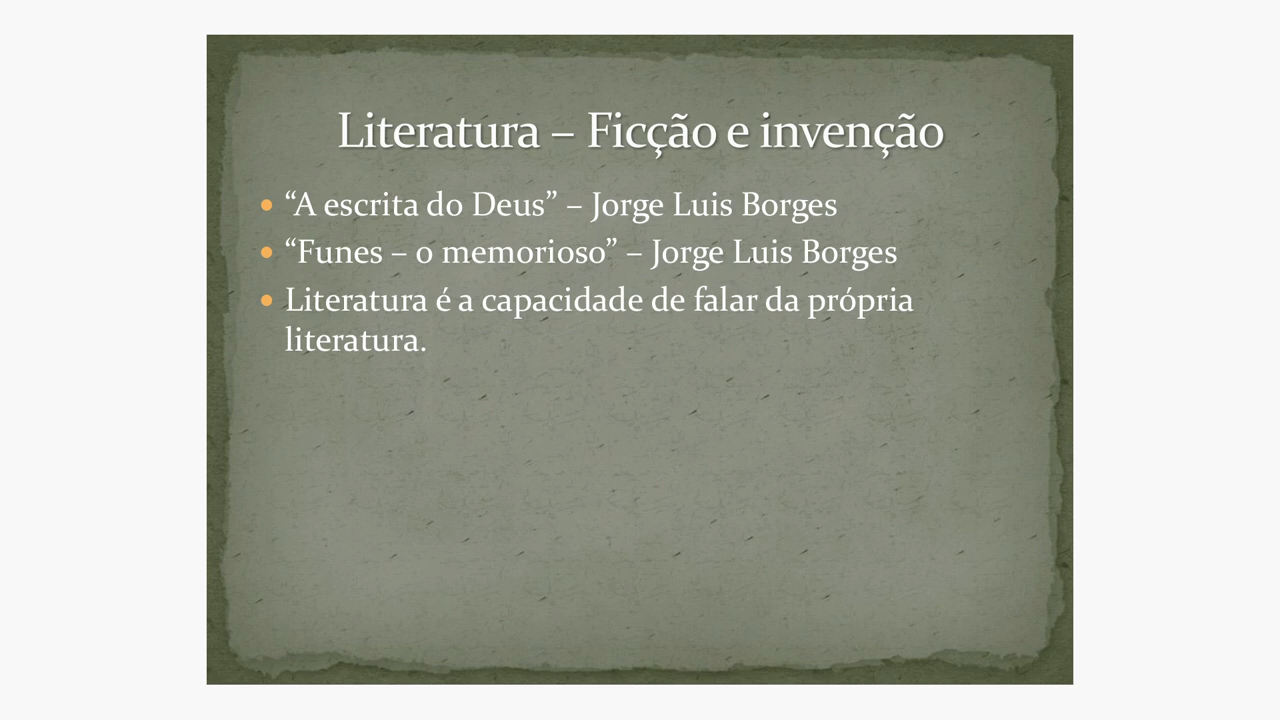 Literatura – Ficção e invenção
• “A escrita do Deus” – Jorge Luis Borges
• “Funes – o memorioso” – Jorge Luis Borges
• Literatura é a capacidade de falar da própria
literatura.